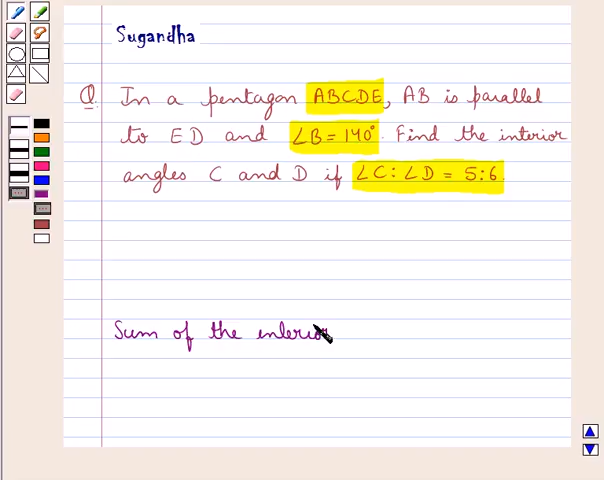 Sugandha
Q. In a pentagon ABCDE, AB is parallel
to ED and ∠B = 140°. Find the interior
angles C and D if ∠C : ∠D = 5:6.
Sum of the interior